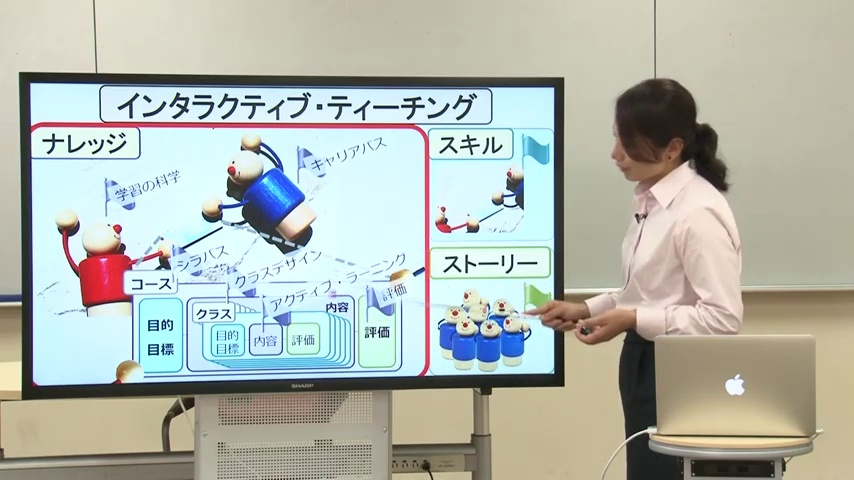 インタラクティブ・ティーチング
ナレッジ
学習の科学
キャリアパス
シラバス
クラスデザイン
アクティブ・ラーニング
評価
コース
目的
目標
クラス
内容
目的
目標
内容
評価
評価
スキル
ストーリー
SHARP